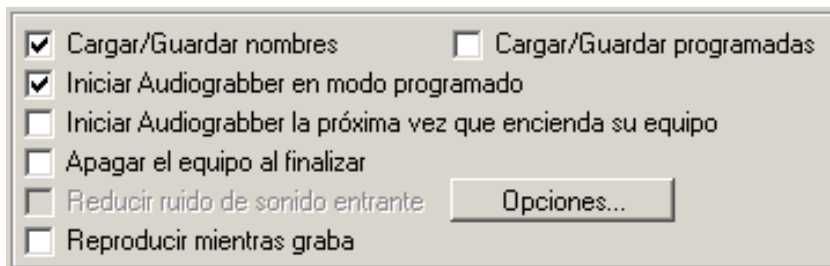 Cargar/Guardar nombres Cargar/Guardar programadas
Iniciar Audiograbber en modo programado
Iniciar Audiograbber la próxima vez que encienda su equipo
Apagar el equipo al finalizar
Reducir ruido de sonido entrante Opciones...
Reproducir mientras graba